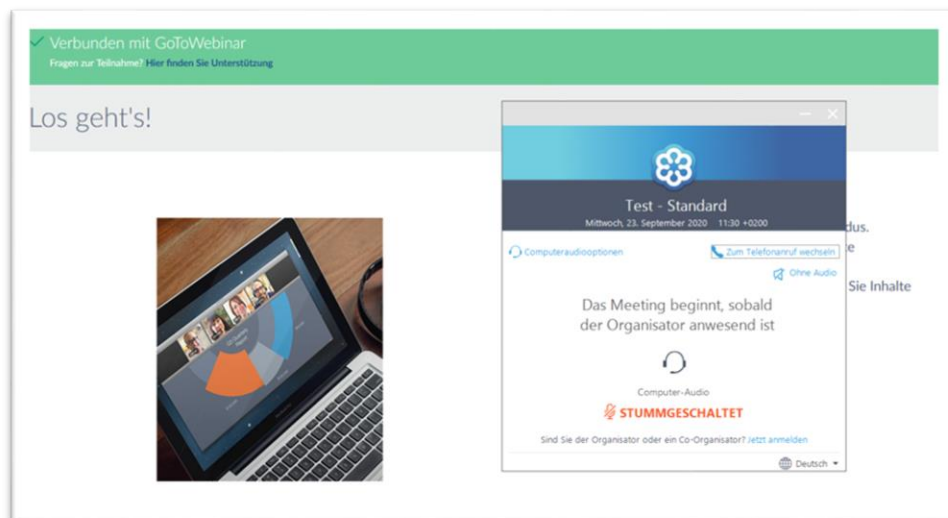 Verbunden mit GoToWebinar
Fragen zur Teilnahme? Hier finden Sie Unterstützung
Los geht's!
Test - Standard
Mittwoch, 23. September 2020 11:30 +0200
Computeraudiooptionen
Zum Telefonanruf wechseln
Ohne Audio
Das Meeting beginnt, sobald
der Organisator anwesend ist
Computer-Audio
STUMMGESCHALTET
Sind Sie der Organisator oder ein Co-Organisator? Jetzt anmelden
Deutsch
dus.
te
Sie Inhalte